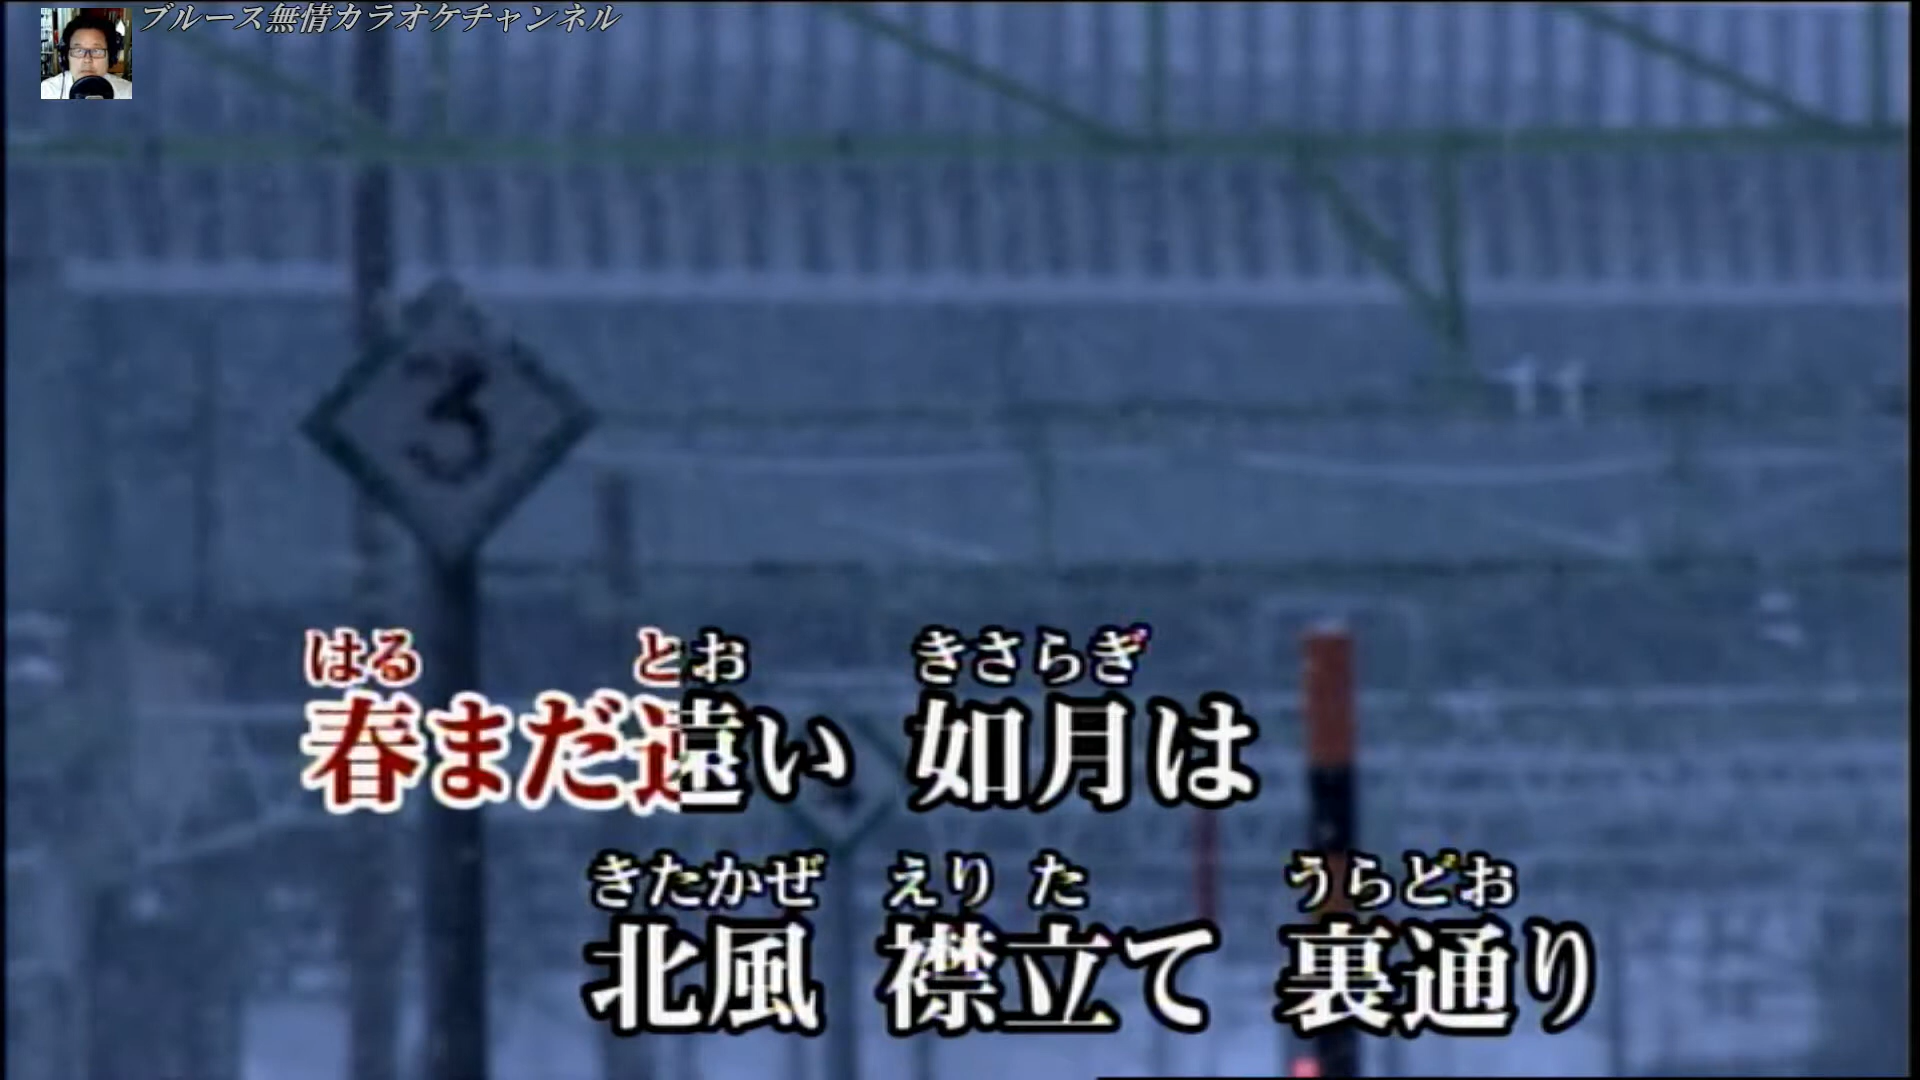 ブルース無情カラオケチャンネル
3
はる とお きさらぎ
春まだ遠い 如月は
きたかぜ えり た うらどお
北風 襟立て 裏通り